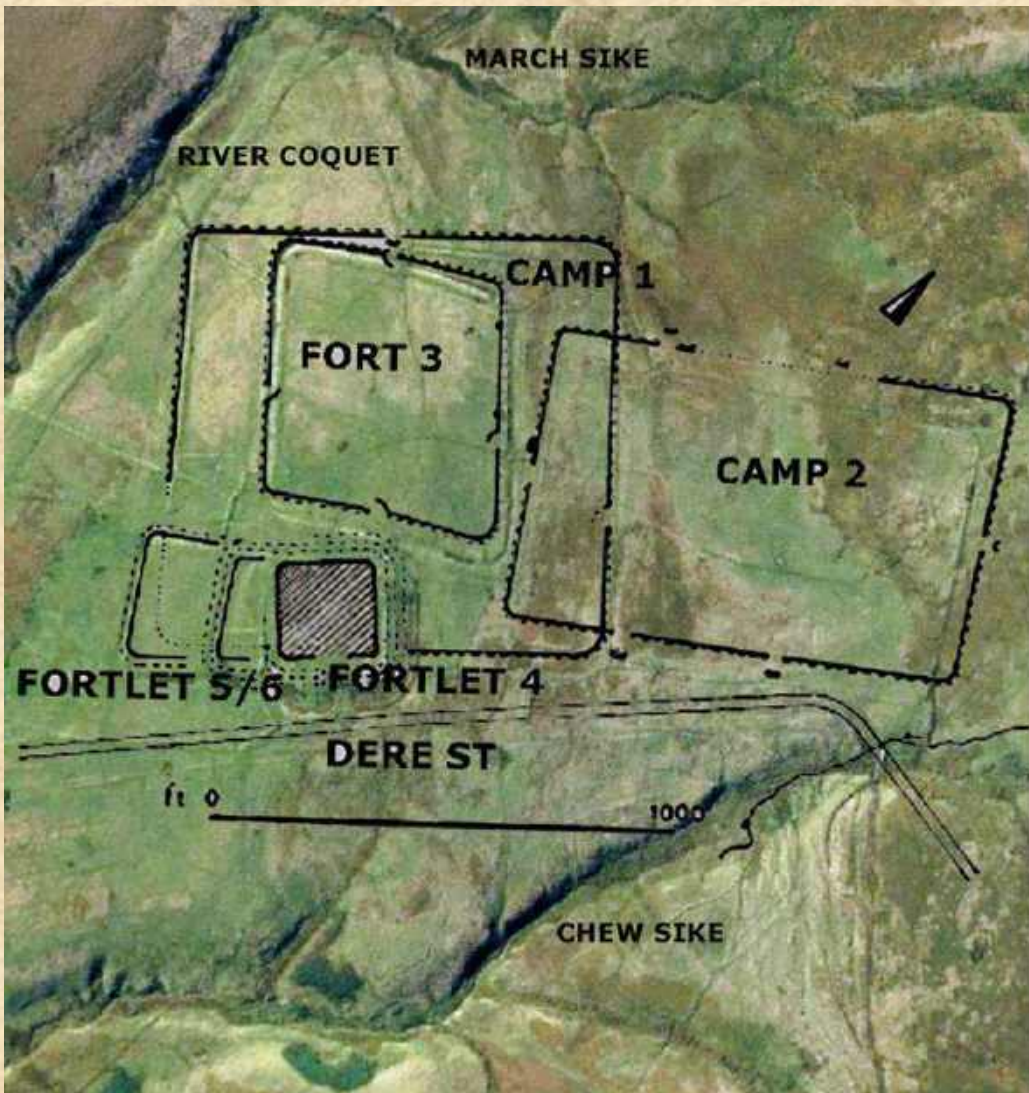 MARCH SIKE
RIVER COQUET
CAMP 1
FORT 3
CAMP 2
FORTLET 5/6
FORTLET 4
DERE ST
ft 0
1000
CHEW SIKE